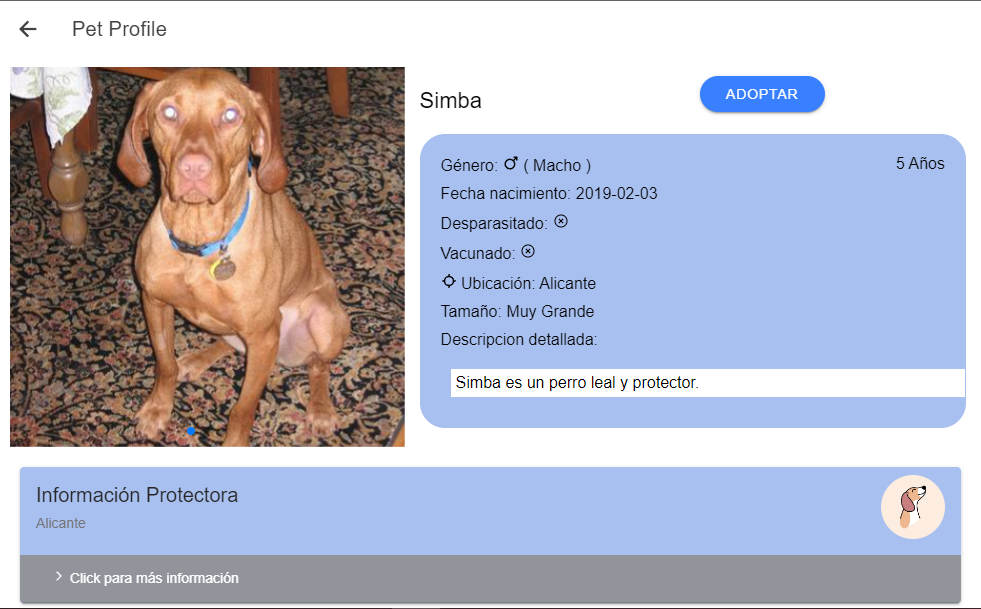 Pet Profile
Simba
ADOPTAR
Género: ♂ ( Macho )
5 Años
Fecha nacimiento: 2019-02-03
Desparasitado:
Vacunado:
Ubicación: Alicante
Tamaño: Muy Grande
Descripcion detallada:
Simba es un perro leal y protector.
Información Protectora
Alicante
Click para más información